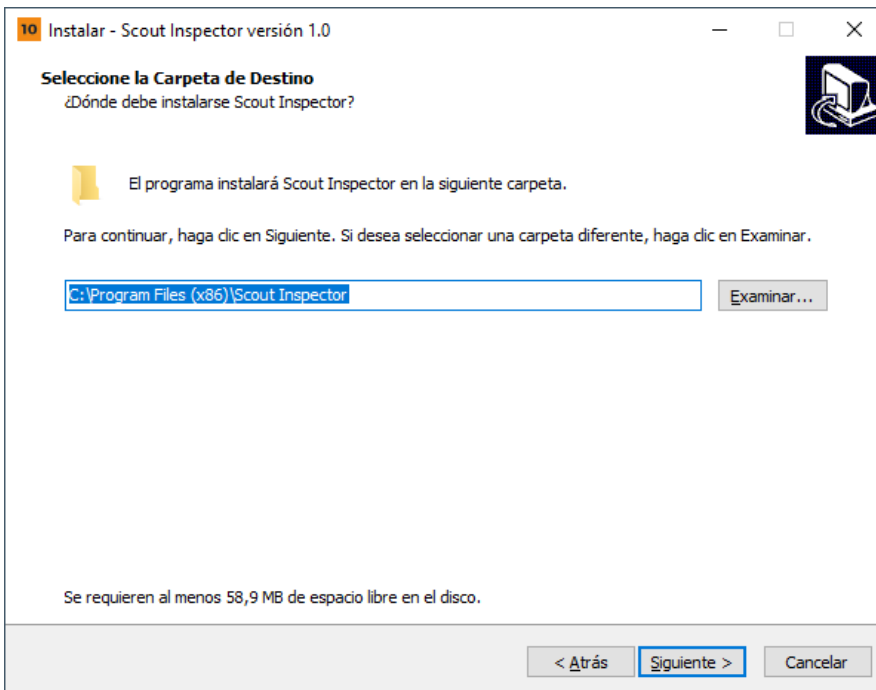 10 Instalar - Scout Inspector versión 1.0
Seleccione la Carpeta de Destino
¿Dónde debe instalarse Scout Inspector?
El programa instalará Scout Inspector en la siguiente carpeta.
Para continuar, haga clic en Siguiente. Si desea seleccionar una carpeta diferente, haga clic en Examinar.
C:\Program Files (x86)\Scout Inspector Examinar...
Se requieren al menos 58,9 MB de espacio libre en el disco.
< Atrás Siguiente > Cancelar